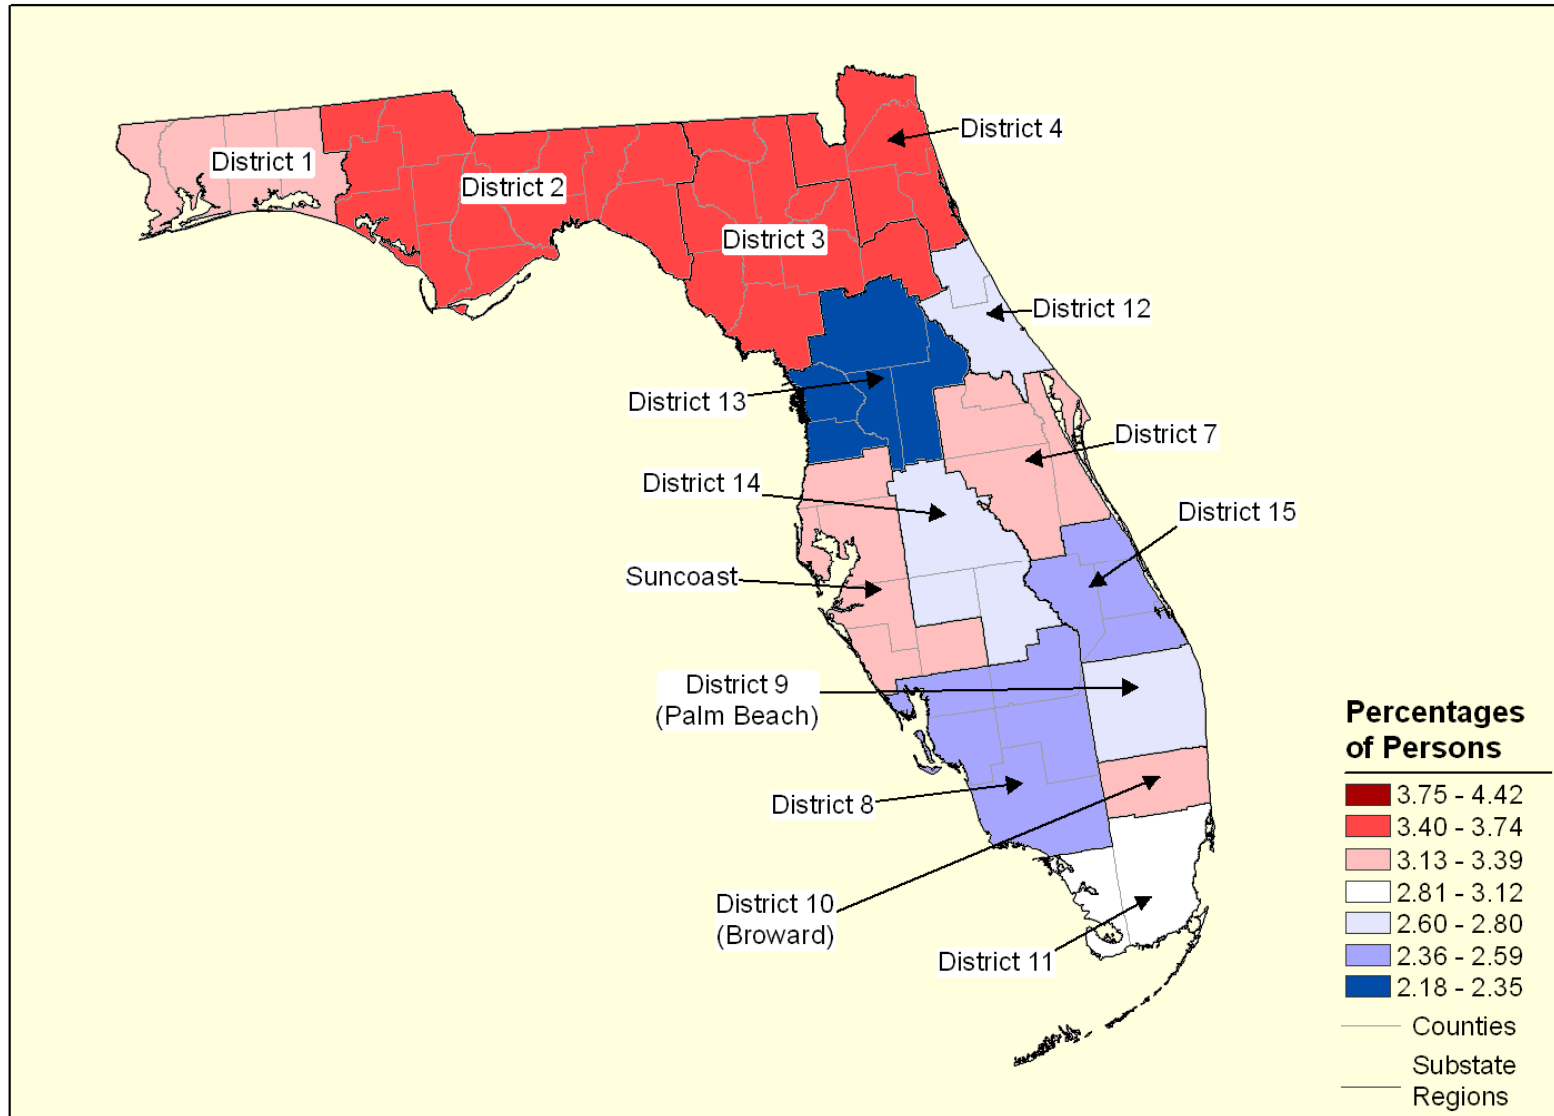 District 4
District 1
District 2
District 3
District 12
District 13
District 7
District 14
District 15
Suncoast
District 9
(Palm Beach)
District 8
District 10
(Broward)
District 11
Percentages
of Persons
3.75 - 4.42
3.40 - 3.74
3.13 - 3.39
2.81 - 3.12
2.60 - 2.80
2.36 - 2.59
2.18 - 2.35
Counties
Substate
Regions